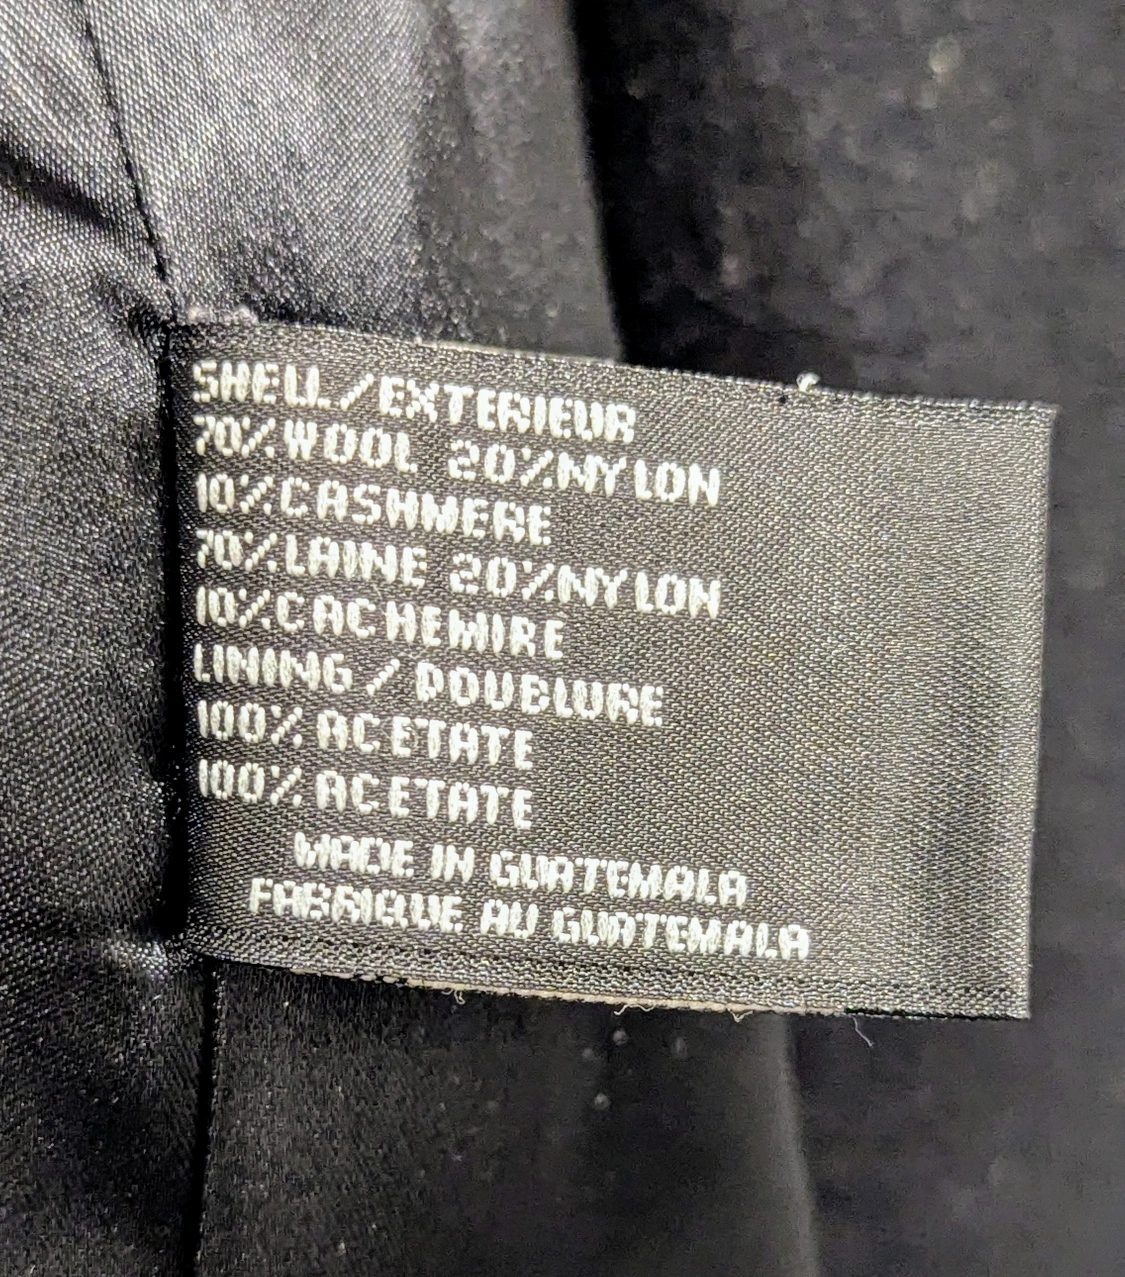 SHELL/EXTERIEUR
70%WOOL 20%NYLON
10%CASHMERE
70%LAINE 20%NYLON
10%CACHEMIRE
LINING/DOUBLURE
100%ACETATE
100%ACETATE
MADE IN GUATEMALA
FABRIQUE AU GUATEMALA